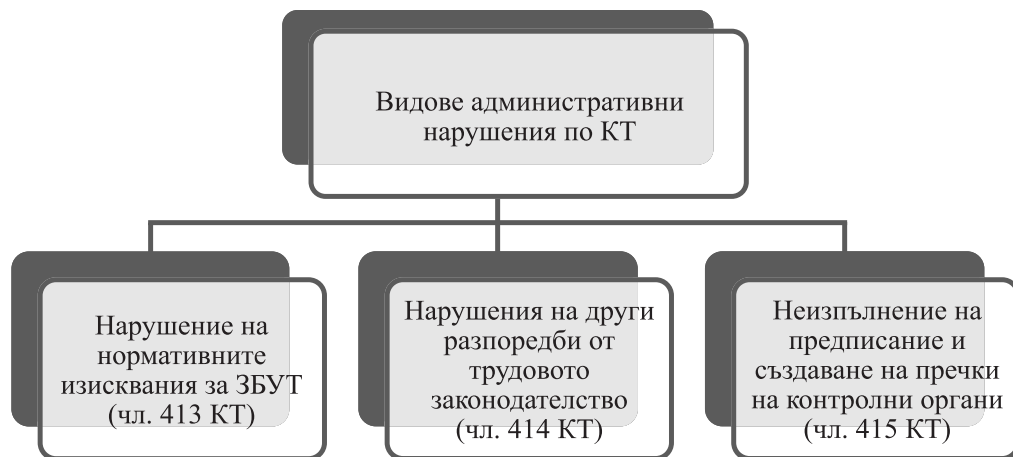 Видове административни
нарушения по КТ
Нарушение на
нормативните
изисквания за ЗБУТ
(чл. 413 КТ)
Нарушения на други
разпоредби от
трудовото
законодателство
(чл. 414 КТ)
Неизпълнение на
предписание и
създаване на пречки
на контролни органи
(чл. 415 КТ)